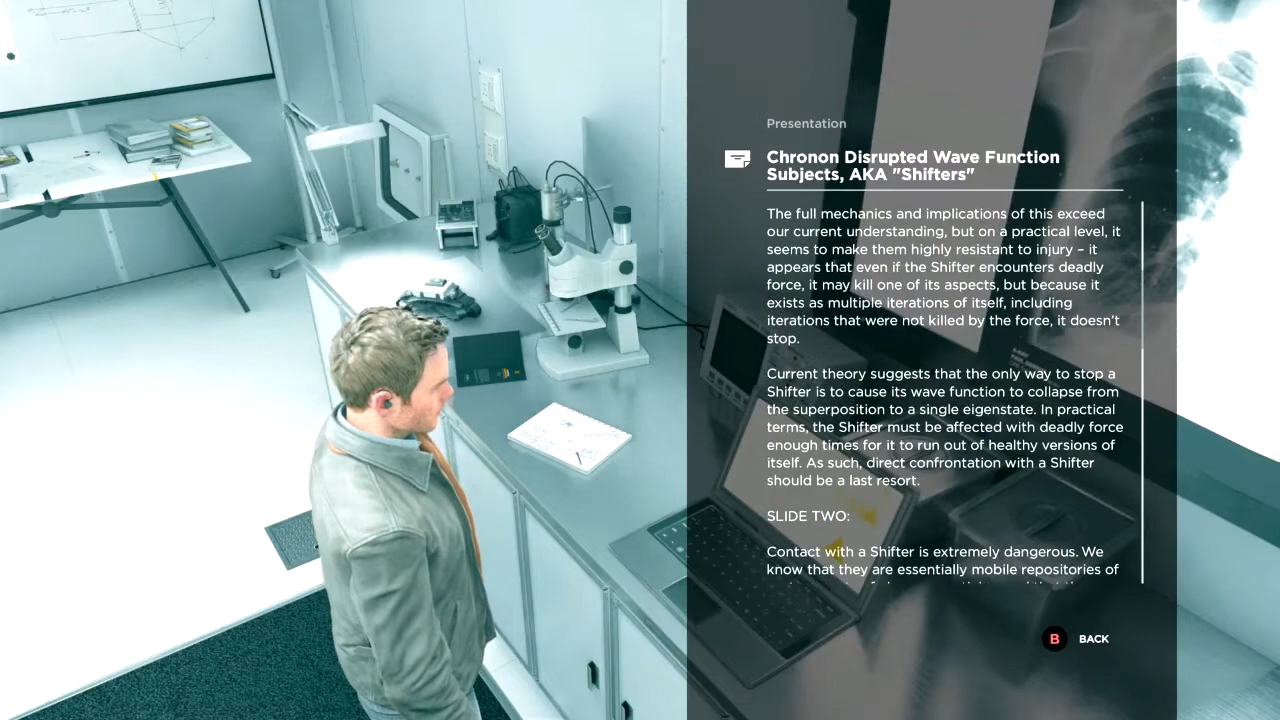 Presentation
Chronon Disrupted Wave Function
Subjects, AKA "Shifters"
The full mechanics and implications of this exceed
our current understanding, but on a practical level, it
seems to make them highly resistant to injury – it
appears that even if the Shifter encounters deadly
force, it may kill one of its aspects, but because it
exists as multiple iterations of itself, including
iterations that were not killed by the force, it doesn't
stop.
Current theory suggests that the only way to stop a
Shifter is to cause its wave function to collapse from
the superposition to a single eigenstate. In practical
terms, the Shifter must be affected with deadly force
enough times for it to run out of healthy versions of
itself. As such, direct confrontation with a Shifter
should be a last resort.
SLIDE TWO:
Contact with a Shifter is extremely dangerous. We
know that they are essentially mobile repositories of
B BACK